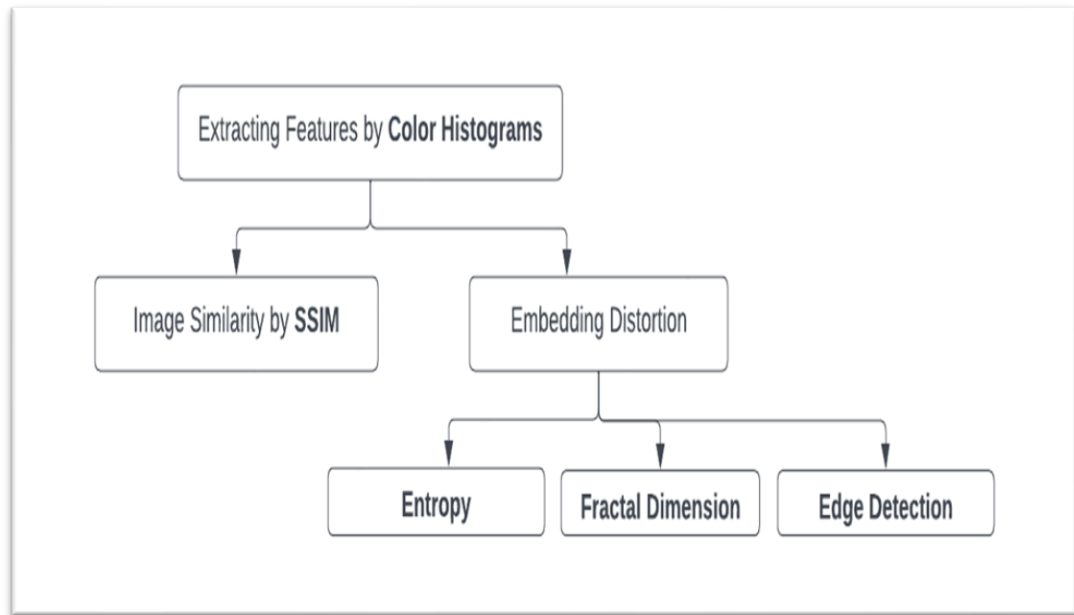 Extracting Features by Color Histograms
Image Similarity by SSIM
Embedding Distortion
Entropy
Fractal Dimension
Edge Detection